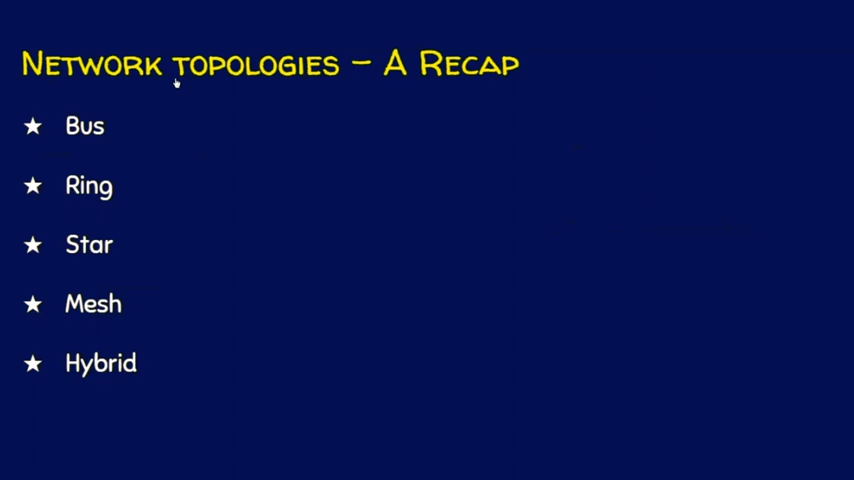 Network topologies – A Recap
★ Bus
★ Ring
★ Star
★ Mesh
★ Hybrid